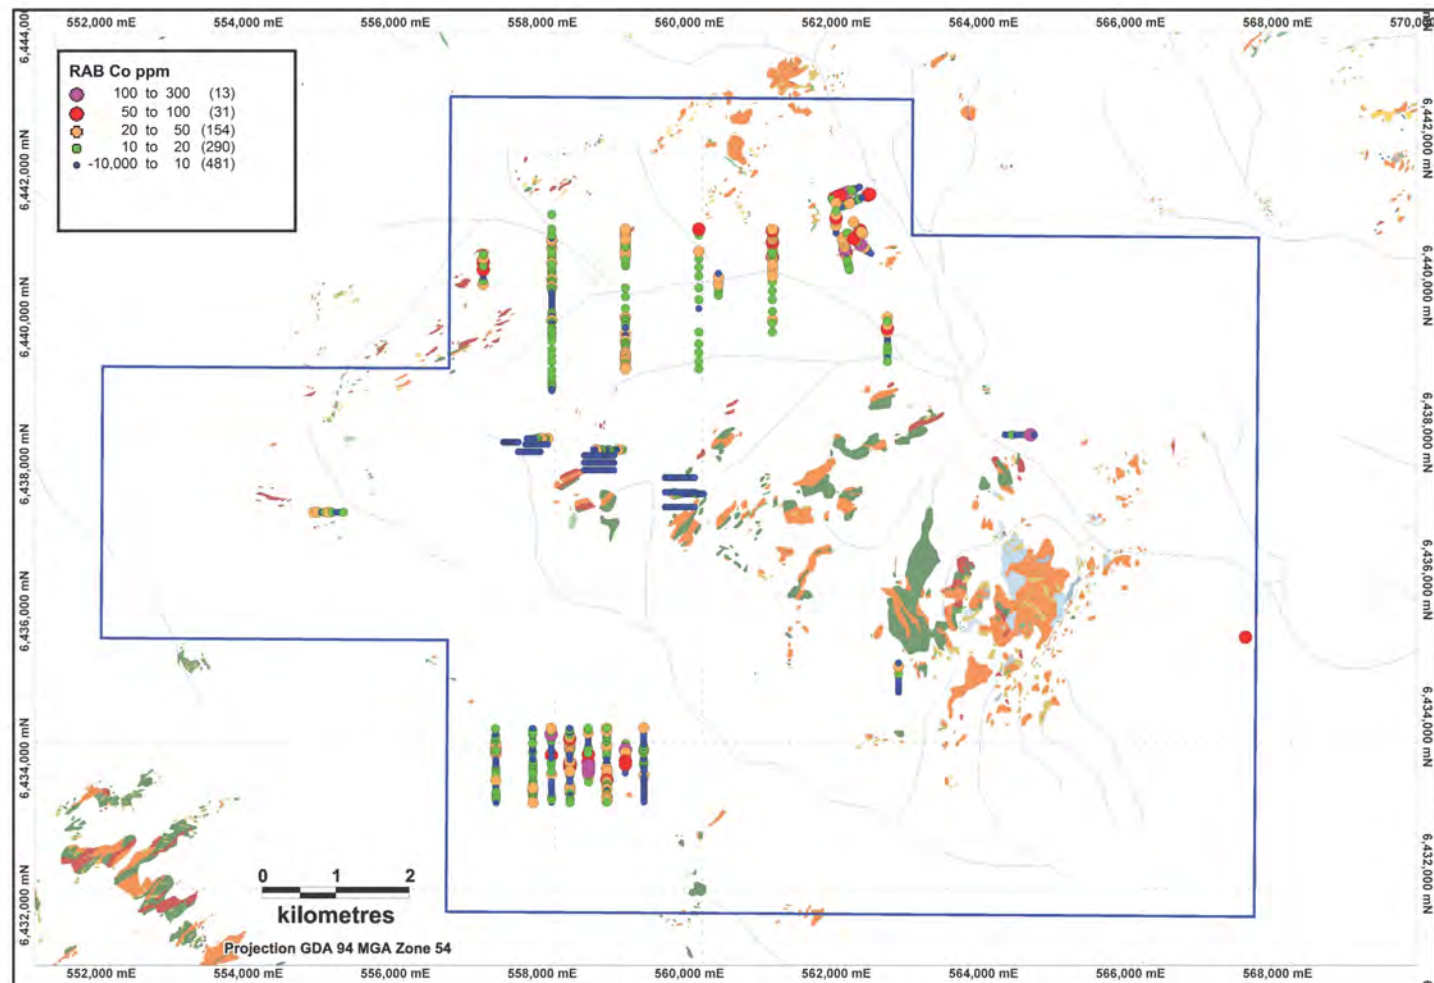 552,000 mE 554,000 mE 556,000 mE 558,000 mE 560,000 mE 562,000 mE 564,000 mE 566,000 mE 568,000 mE 570,0
6,444,0
6,442,000 mN
6,440,000 mN
6,438,000 mN
6,436,000 mN
6,434,000 mN
6,432,000 mN
RAB Co ppm
100 to 300 (13)
50 to 100 (31)
20 to 50 (154)
10 to 20 (290)
-10,000 to 10 (481)
6,442,000 mN
6,440,000 mN
6,438,000 mN
6,436,000 mN
6,434,000 mN
6,432,000 mN
0 1 2
kilometres
Projection GDA 94 MGA Zone 54
552,000 mE 554,000 mE 556,000 mE 558,000 mE 560,000 mE 562,000 mE 564,000 mE 566,000 mE 568,000 mE